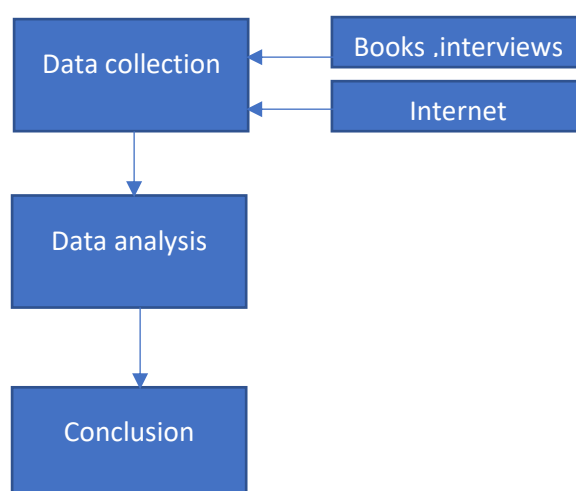 Data collection
Books ,interviews
Internet
Data analysis
Conclusion